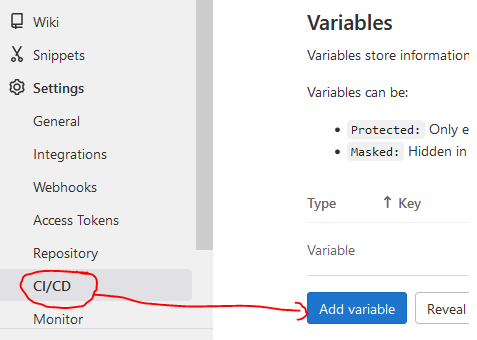 Wiki
Snippets
Settings
General
Integrations
Webhooks
Access Tokens
Repository
CI/CD
Monitor
Variables
Variables store information
Variables can be:
Protected: Only e
Masked: Hidden in
Type ↑ Key
Variable
Add variable Reveal